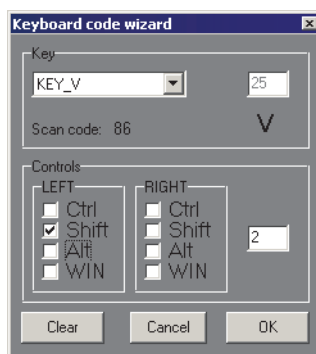 Keyboard code wizard
Key
KEY_V 25
Scan code: 86 V
Controls
LEFT RIGHT
Ctrl Ctrl
Shift Shift 2
Alt Alt
WIN WIN
Clear Cancel OK